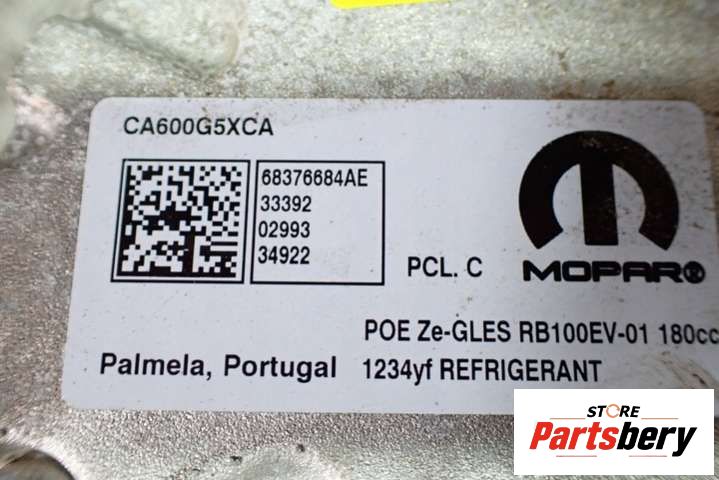 CA600G5XCA
68376684AE
33392
02993
34922
PCL. C
MOPAR®
POE Ze-GLES RB100EV-01 180cc
Palmela, Portugal 1234yf REFRIGERANT
STORE
Partsbery